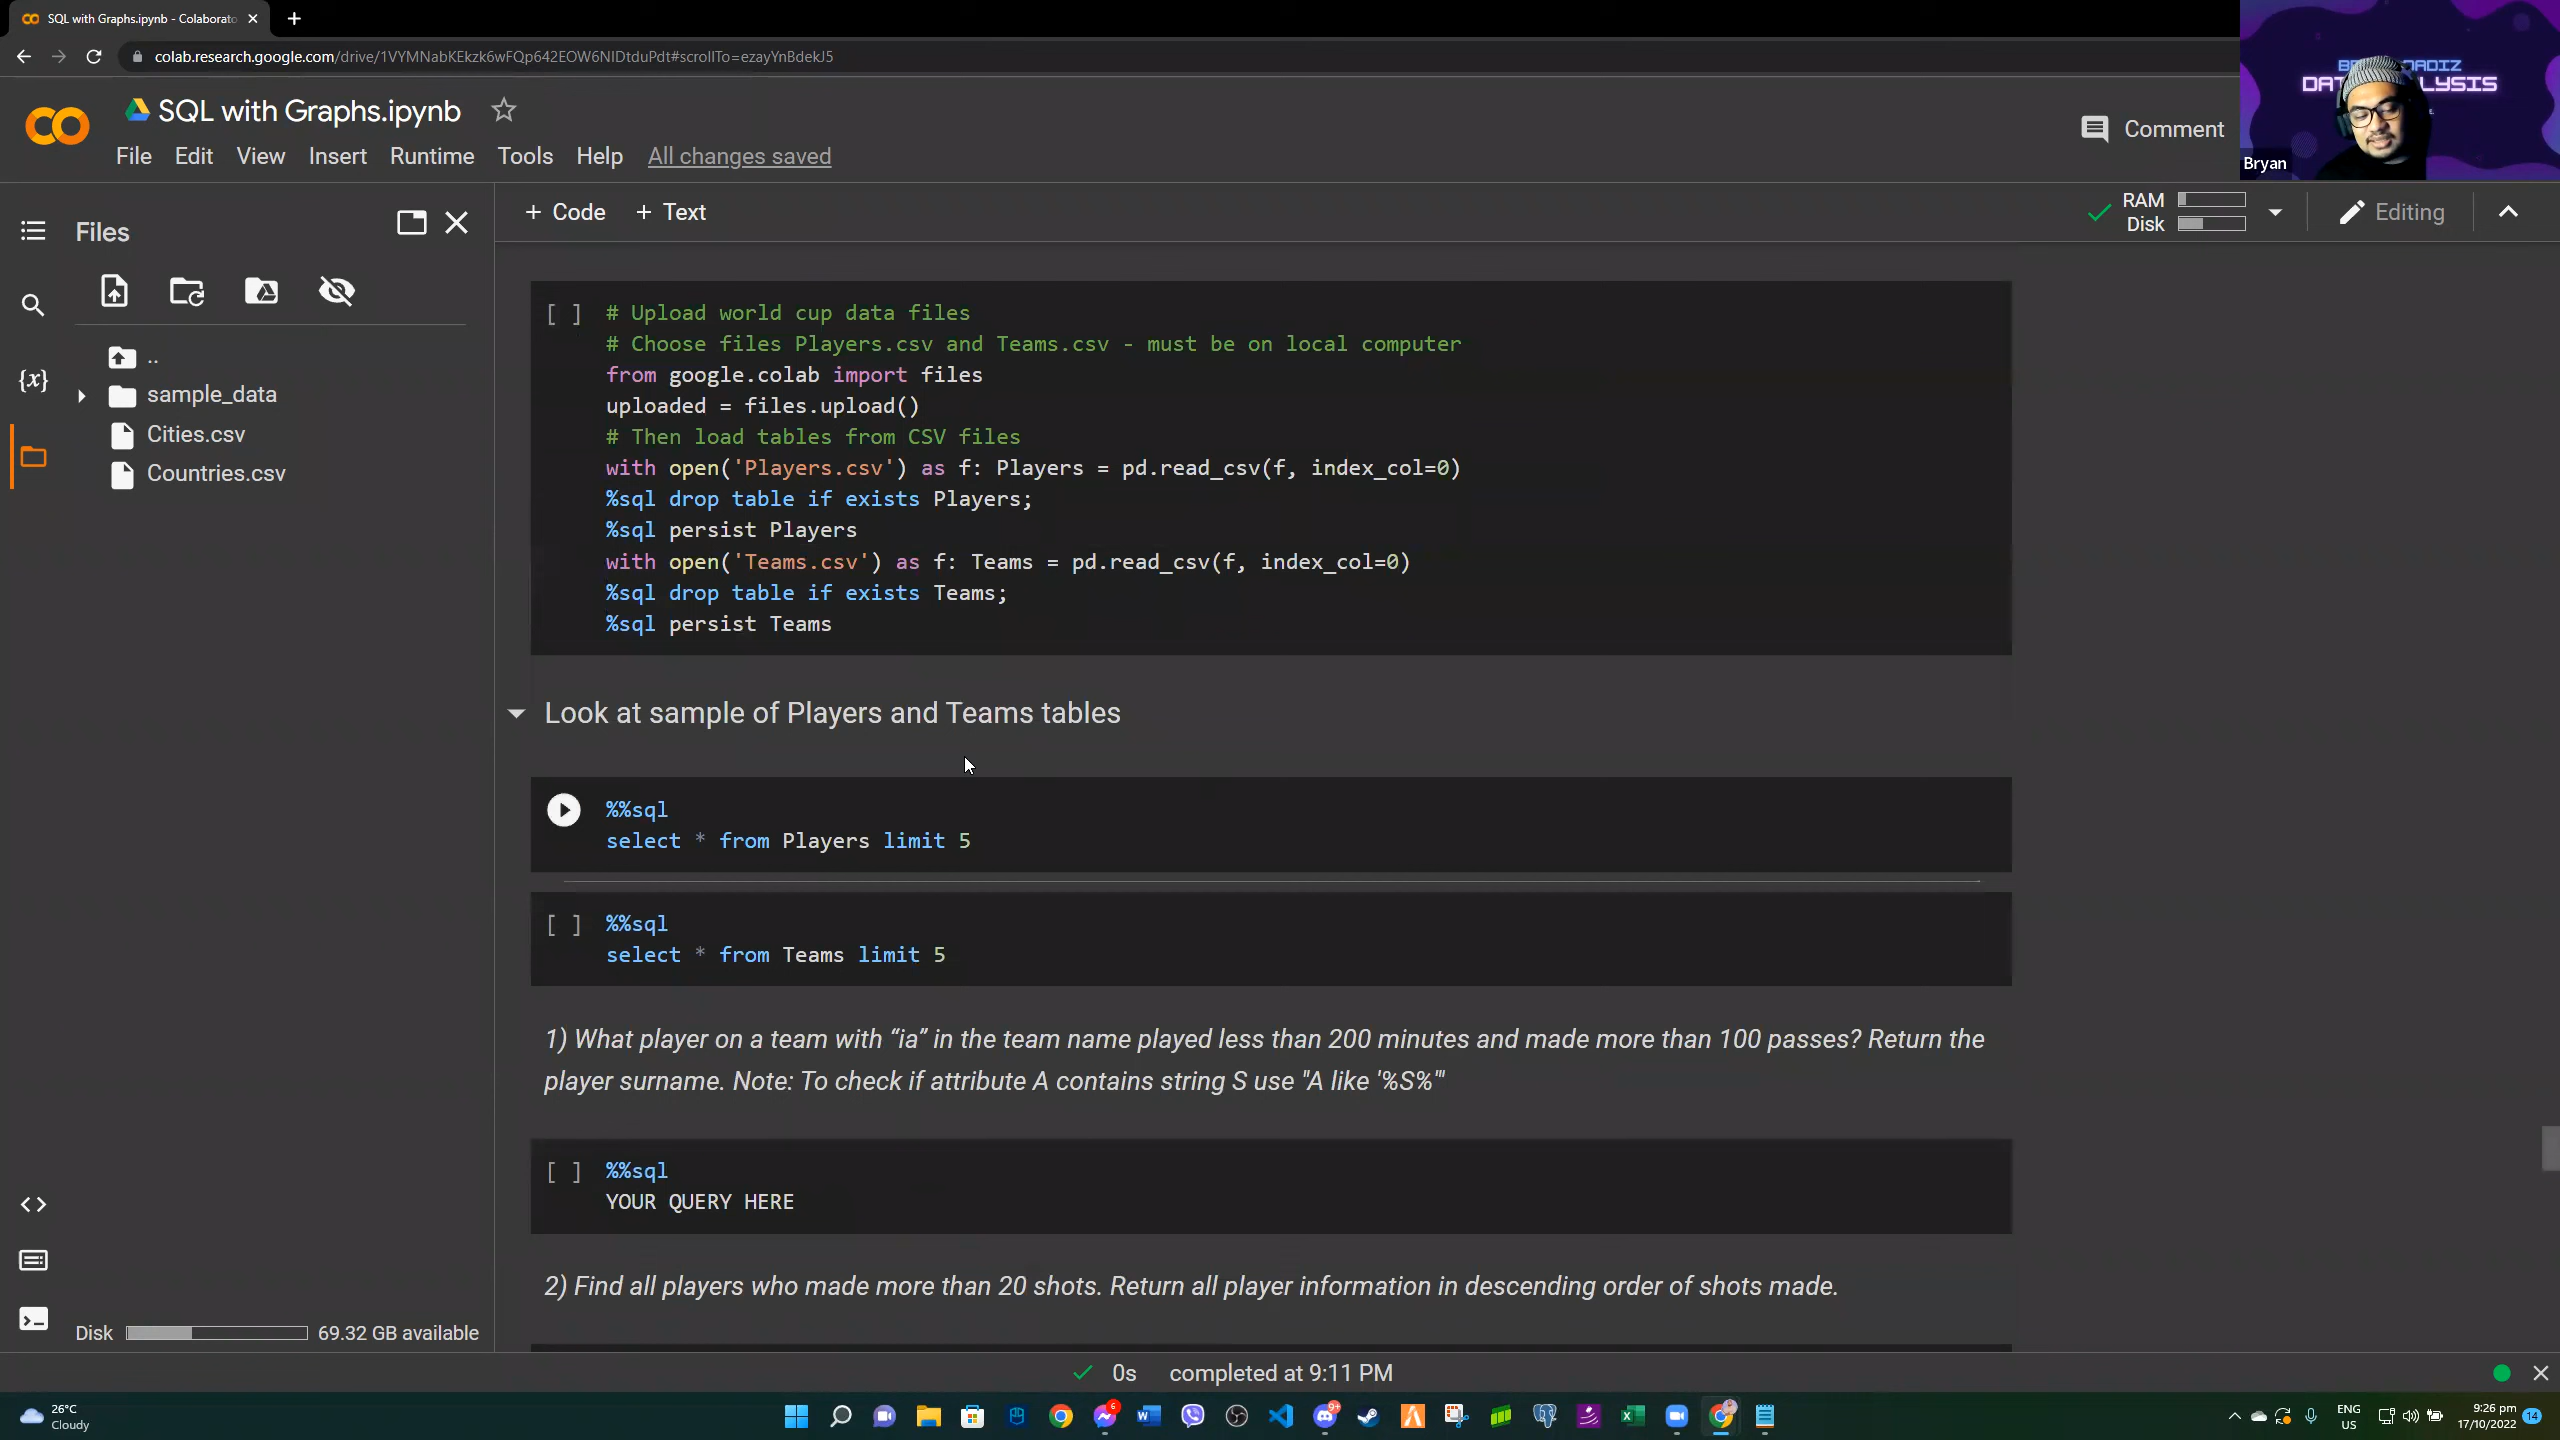 SQL with Graphs.ipynb - Colaborato
colab.research.google.com/drive/1VYMNabKEkzk6wFQp642EOW6NIDtduPdt#scrollTo=ezayYnBdekJ5
SQL with Graphs.ipynb
File Edit View Insert Runtime Tools Help All changes saved
Comment
Bryan
Files
+ Code + Text
RAM
Disk
Editing
..
sample_data
Cities.csv
Countries.csv
{x}
[ ] # Upload world cup data files
# Choose files Players.csv and Teams.csv - must be on local computer
from google.colab import files
uploaded = files.upload()
# Then load tables from CSV files
with open('Players.csv') as f: Players = pd.read_csv(f, index_col=0)
%sql drop table if exists Players;
%sql persist Players
with open('Teams.csv') as f: Teams = pd.read_csv(f, index_col=0)
%sql drop table if exists Teams;
%sql persist Teams
Look at sample of Players and Teams tables
%%sql
select * from Players limit 5
[ ] %%sql
select * from Teams limit 5
1) What player on a team with “ia” in the team name played less than 200 minutes and made more than 100 passes? Return the
player surname. Note: To check if attribute A contains string S use "A like '%S%'"
[ ] %%sql
YOUR QUERY HERE
2) Find all players who made more than 20 shots. Return all player information in descending order of shots made.
Disk 69.32 GB available
0s completed at 9:11 PM
26°C
Cloudy
6
9+
ENG
US
9:26 pm
17/10/2022
14